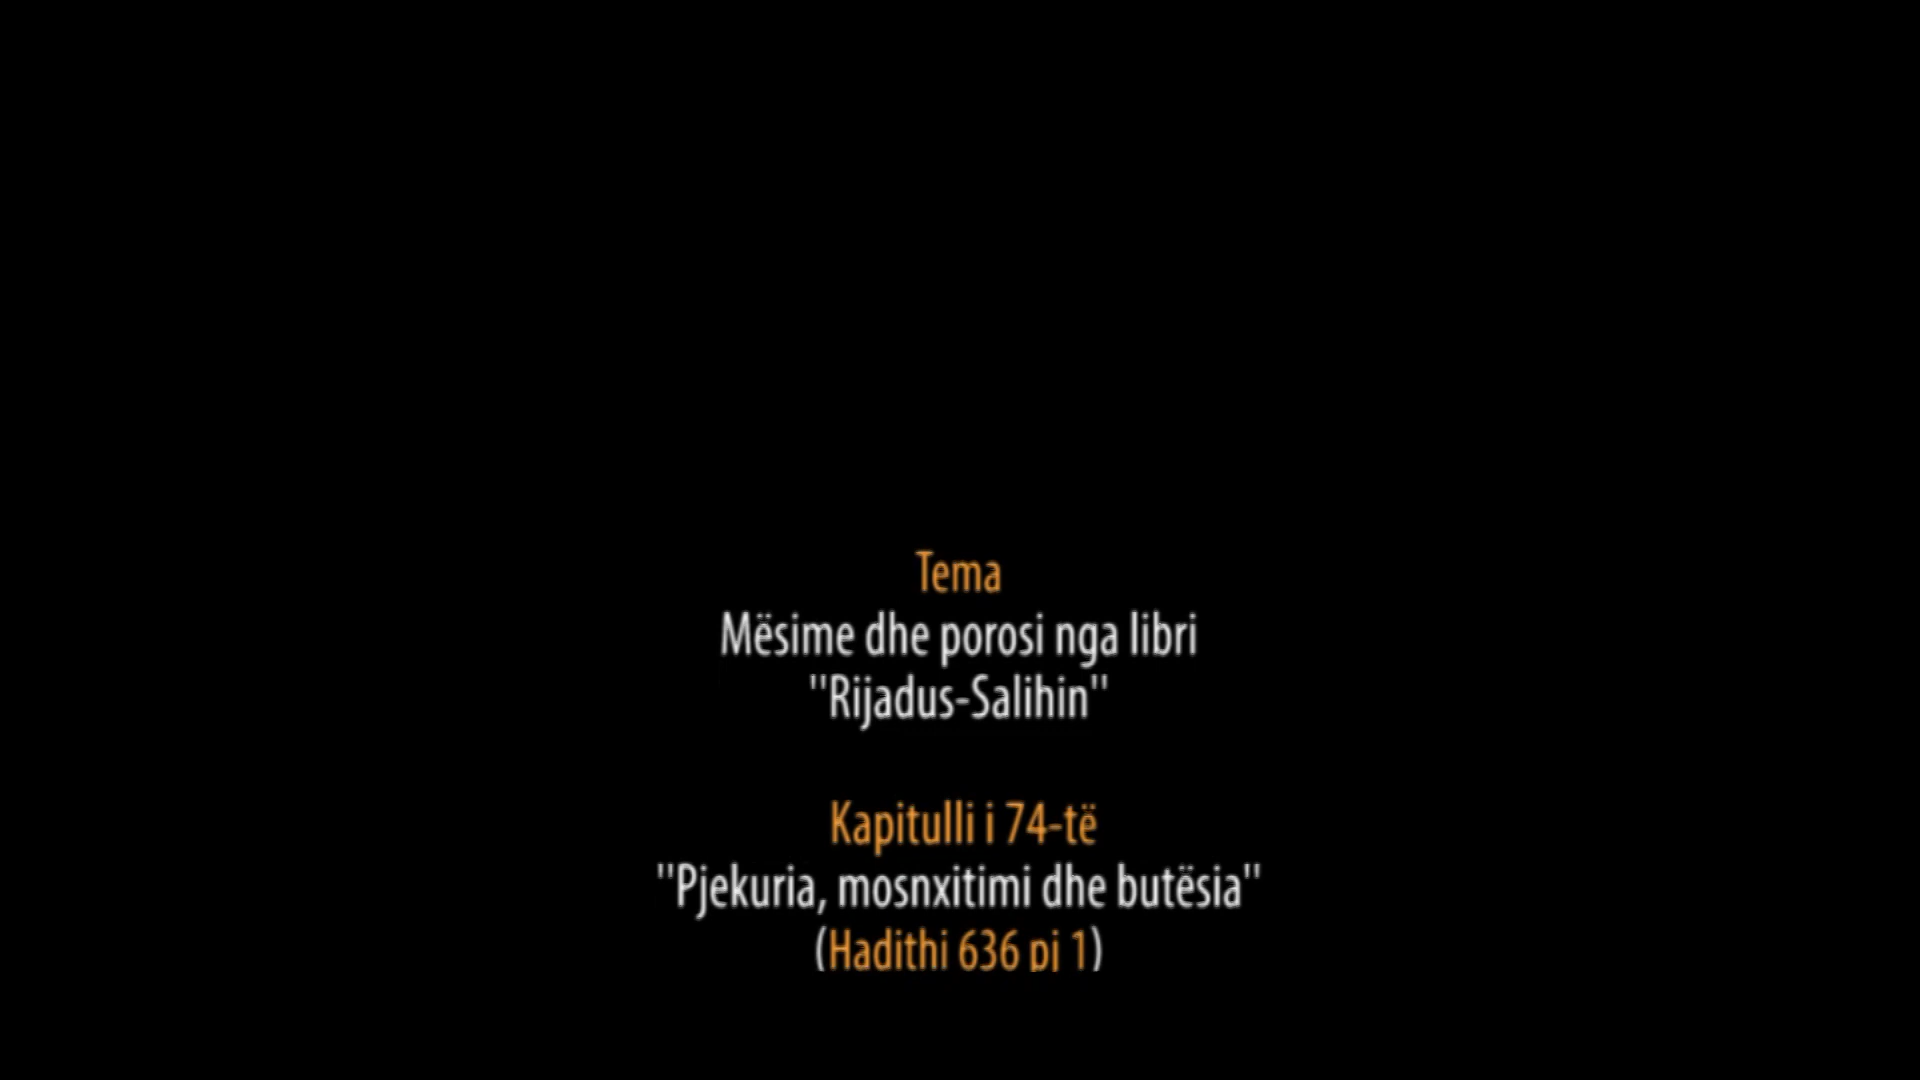 Tema
Mësime dhe porosi nga libri
"Rijadus-Salihin"
Kapitulli i 74-të
"Pjekuria, mosnxitimi dhe butësia"
(Hadithi 636 pj 1)